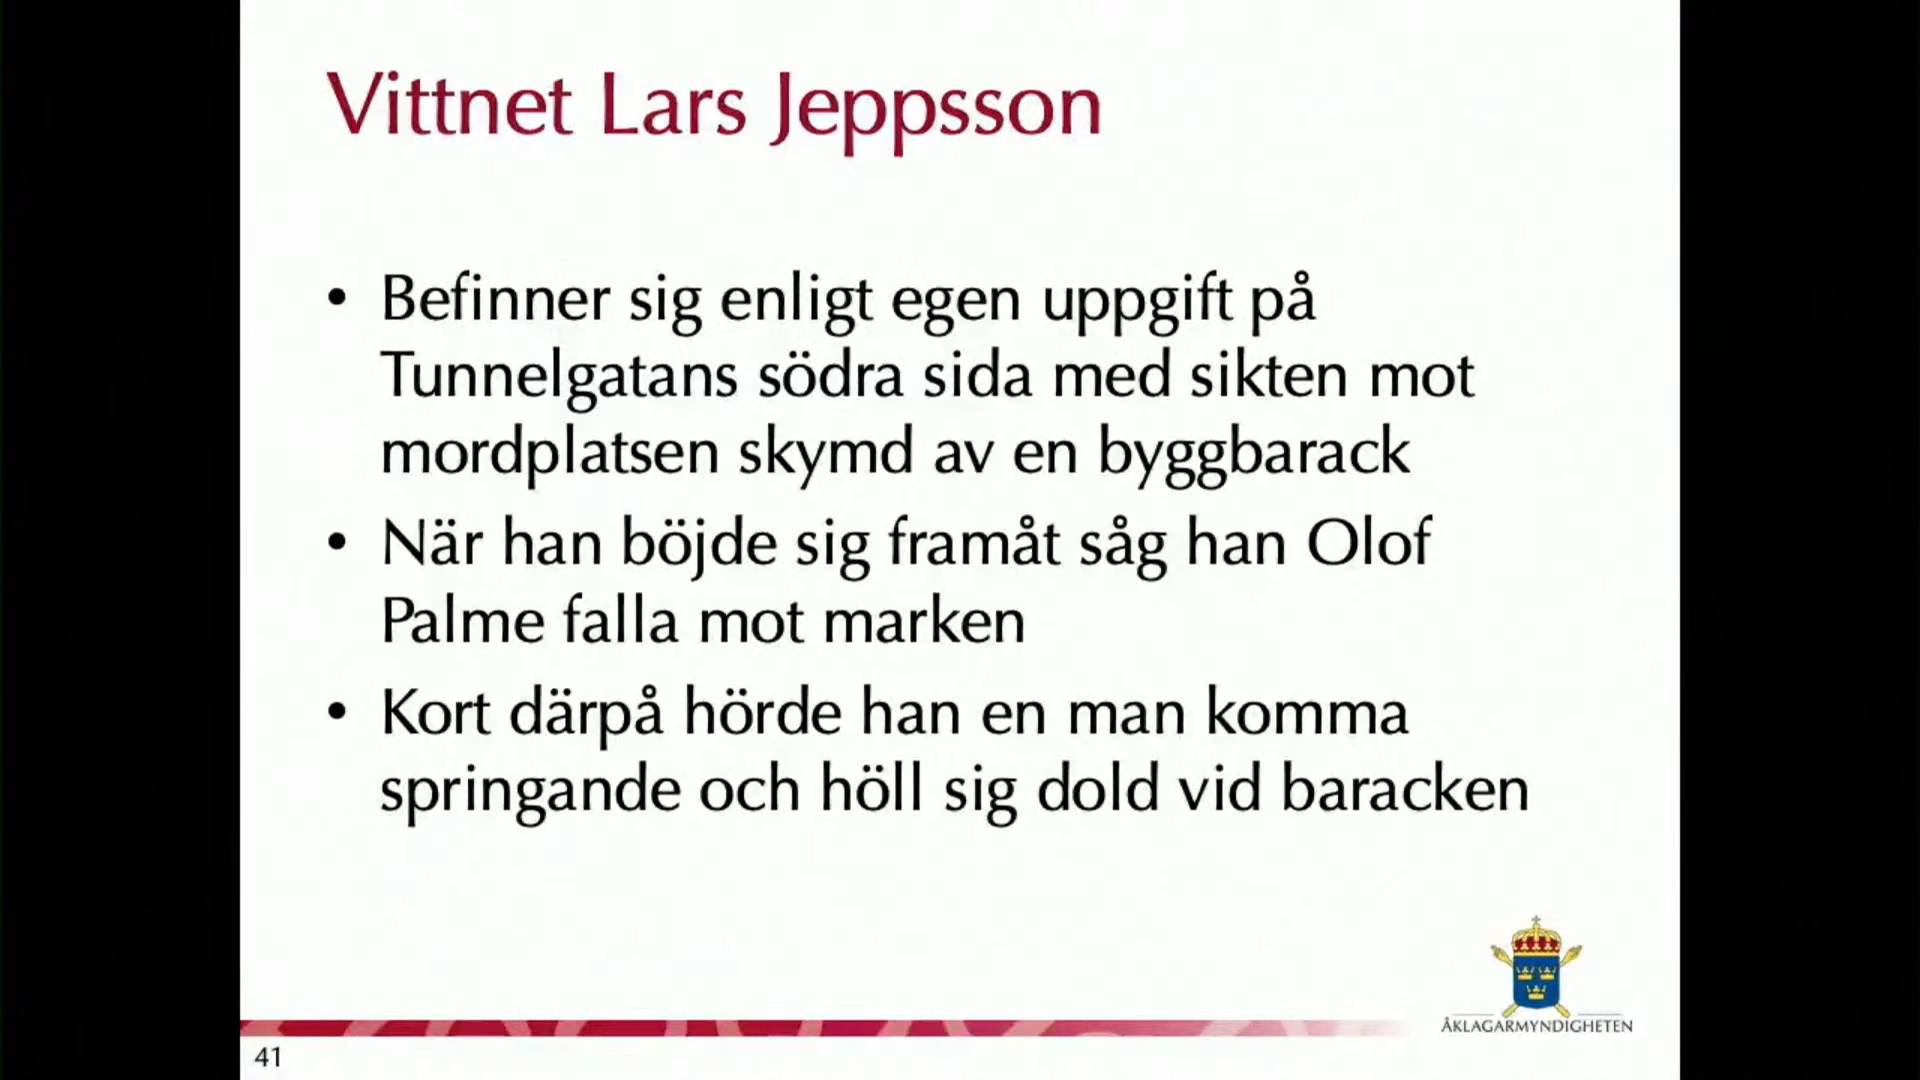 Vittnet Lars Jeppsson
• Befinner sig enligt egen uppgift på
Tunnelgatans södra sida med sikten mot
mordplatsen skymd av en byggbarack
• När han böjde sig framåt såg han Olof
Palme falla mot marken
• Kort därpå hörde han en man komma
springande och höll sig dold vid baracken
ÅKLAGARMYNDIGHETEN
41